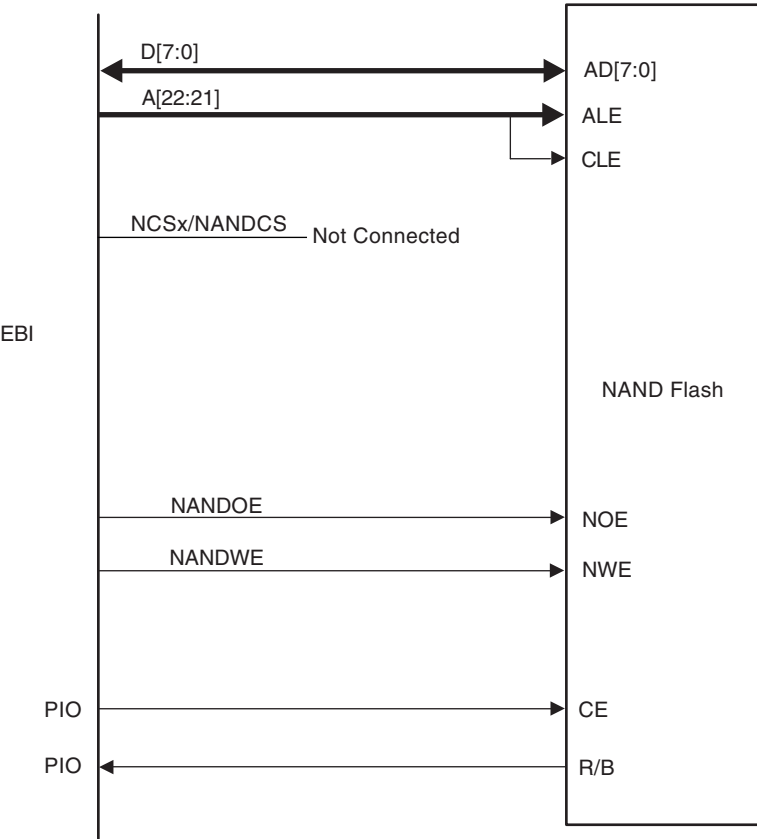 D[7:0]
AD[7:0]
A[22:21]
ALE
CLE
NCSx/NANDCS
Not Connected
EBI
NAND Flash
NANDOE
NOE
NANDWE
NWE
PIO
CE
PIO
R/B